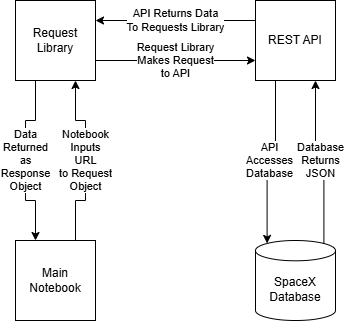 Request
Library
API Returns Data
To Requests Library
REST API
Request Library
Makes Request
to API
Data
Returned
as
Response
Object
Notebook
Inputs
URL
to Request
Object
API
Accesses
Database
Database
Returns
JSON
Main
Notebook
SpaceX
Database